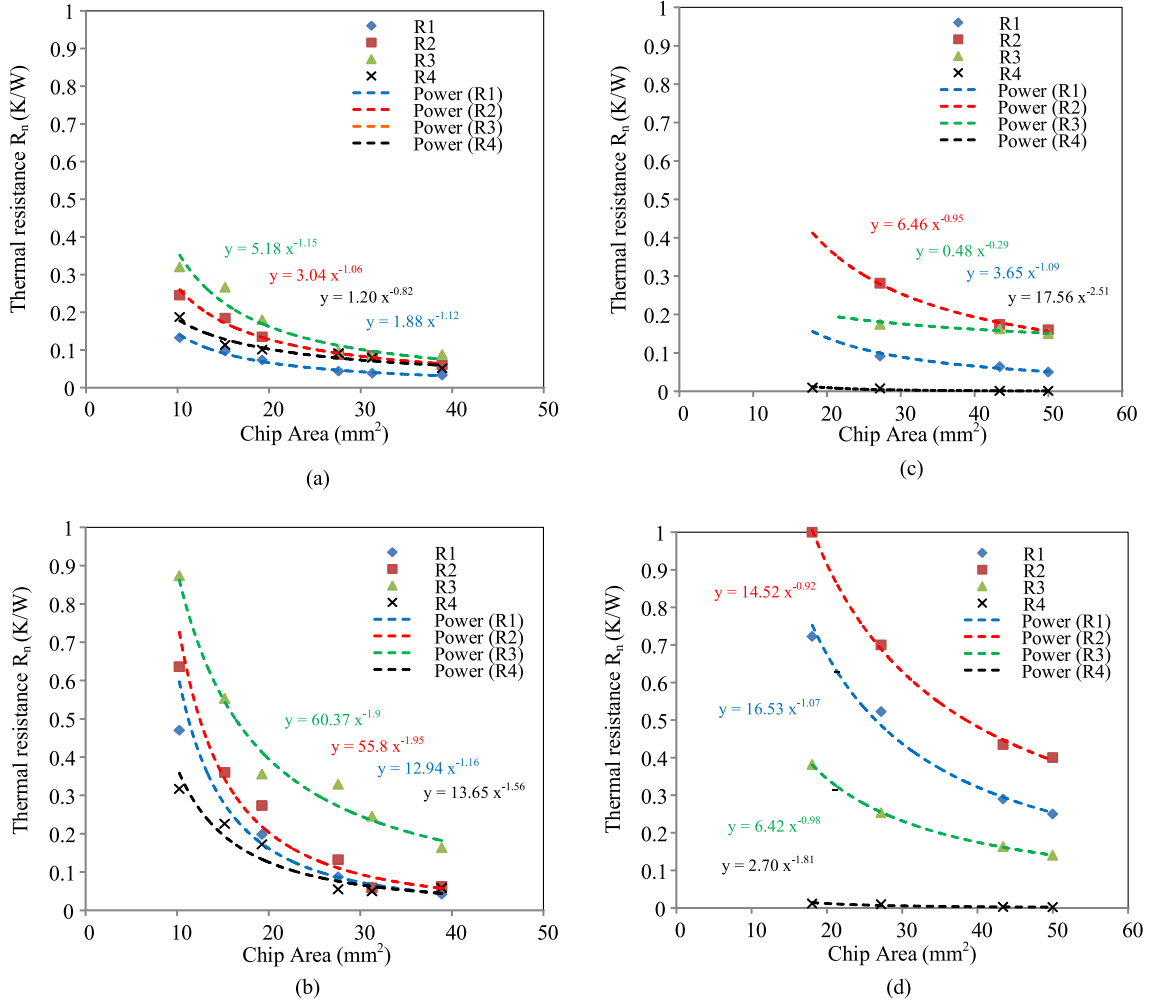 1
0.9
0.8
0.7
0.6
0.5
0.4
0.3
0.2
0.1
0
Thermal resistance Rₙ (K/W)
R1
R2
R3
R4
Power (R1)
Power (R2)
Power (R3)
Power (R4)
y = 5.18 x^-1.15
y = 3.04 x^-1.06
y = 1.20 x^-0.82
y = 1.88 x^-1.12
0 10 20 30 40 50
Chip Area (mm²)
(a)
1
0.9
0.8
0.7
0.6
0.5
0.4
0.3
0.2
0.1
0
Thermal resistance Rₙ (K/W)
R1
R2
R3
R4
Power (R1)
Power (R2)
Power (R3)
Power (R4)
y = 6.46 x^-0.95
y = 0.48 x^-0.29
y = 3.65 x^-1.09
y = 17.56 x^-2.51
0 10 20 30 40 50 60
Chip Area (mm²)
(c)
1
0.9
0.8
0.7
0.6
0.5
0.4
0.3
0.2
0.1
0
Thermal resistance Rₙ (K/W)
R1
R2
R3
R4
Power (R1)
Power (R2)
Power (R3)
Power (R4)
y = 60.37 x^-1.9
y = 55.8 x^-1.95
y = 12.94 x^-1.16
y = 13.65 x^-1.56
0 10 20 30 40 50
Chip Area (mm²)
(b)
1
0.9
0.8
0.7
0.6
0.5
0.4
0.3
0.2
0.1
0
Thermal resistance Rₙ (K/W)
R1
R2
R3
R4
Power (R1)
Power (R2)
Power (R3)
Power (R4)
y = 14.52 x^-0.92
y = 16.53 x^-1.07
y = 6.42 x^-0.98
y = 2.70 x^-1.81
0 10 20 30 40 50 60
Chip Area (mm²)
(d)